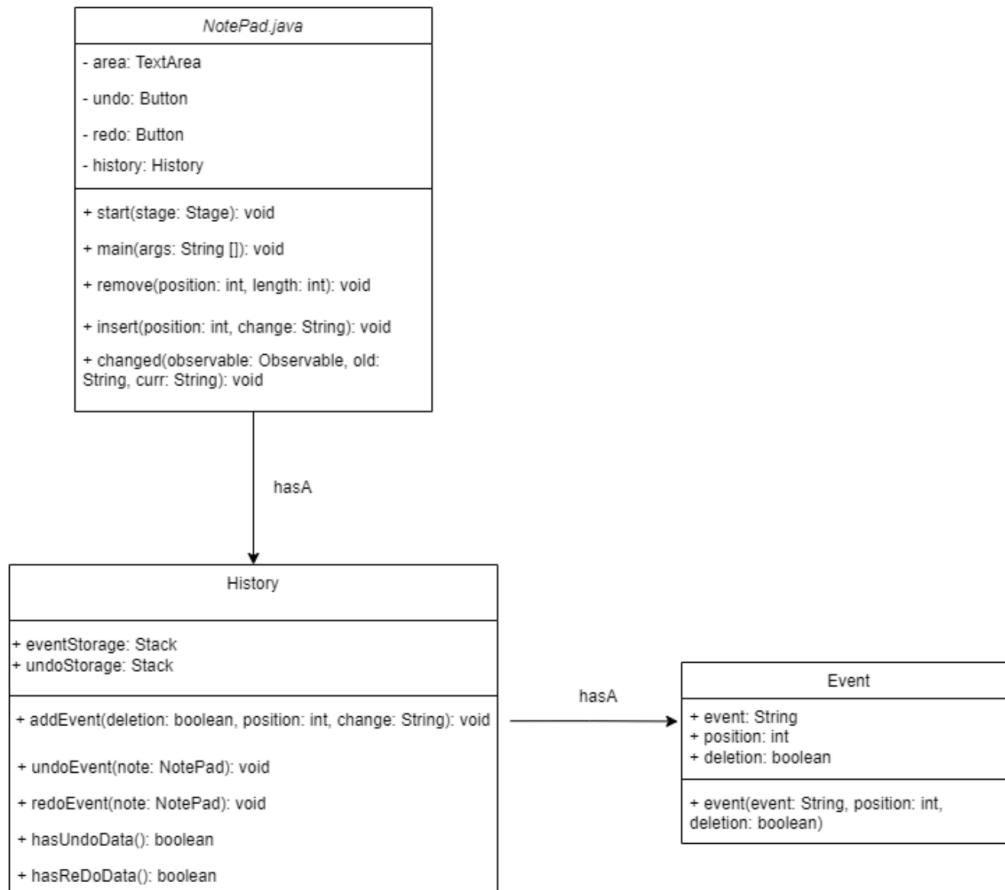 NotePad.java
- area: TextArea
- undo: Button
- redo: Button
- history: History
+ start(stage: Stage): void
+ main(args: String []): void
+ remove(position: int, length: int): void
+ insert(position: int, change: String): void
+ changed(observable: Observable, old:
String, curr: String): void
hasA
History
+ eventStorage: Stack
+ undoStorage: Stack
+ addEvent(deletion: boolean, position: int, change: String): void
+ undoEvent(note: NotePad): void
+ redoEvent(note: NotePad): void
+ hasUndoData(): boolean
+ hasReDoData(): boolean
hasA
Event
+ event: String
+ position: int
+ deletion: boolean
+ event(event: String, position: int,
deletion: boolean)